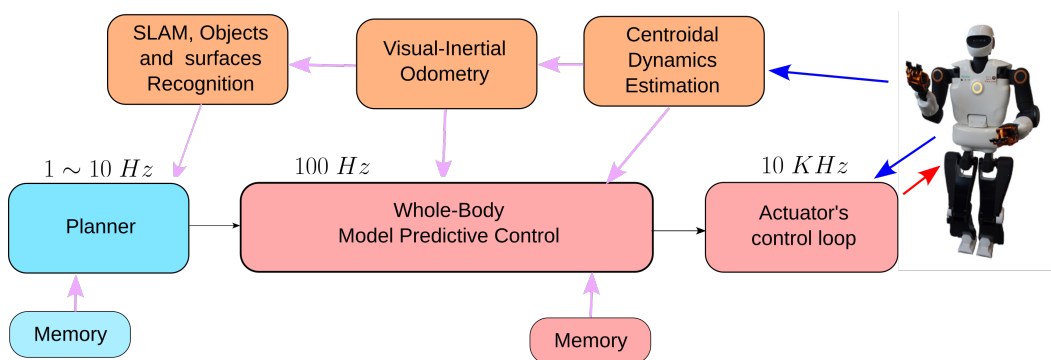 SLAM, Objects
and surfaces
Recognition
Visual-Inertial
Odometry
Centroidal
Dynamics
Estimation
1 ∼ 10 Hz
100 Hz
10 KHz
Planner
Whole-Body
Model Predictive Control
Actuator's
control loop
Memory
Memory